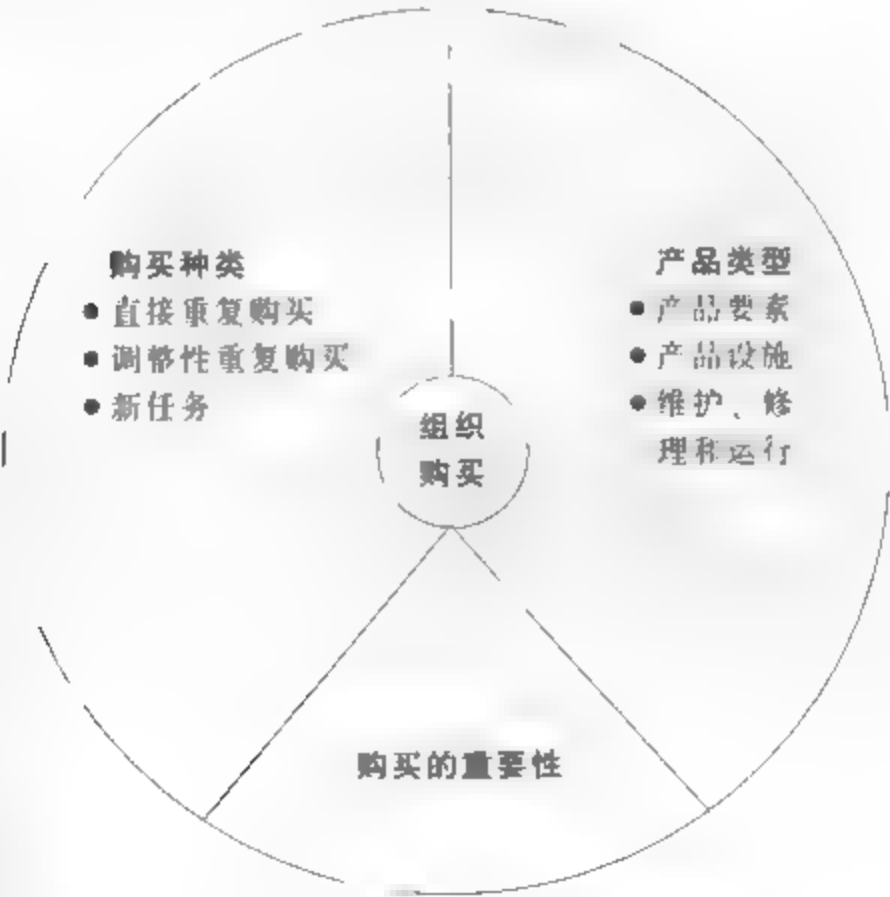 购买种类
● 直接重复购买
● 调整性重复购买
● 新任务
组织
购买
产品类型
● 产品要素
● 产品设施
● 维护、修
理和运行
购买的重要性